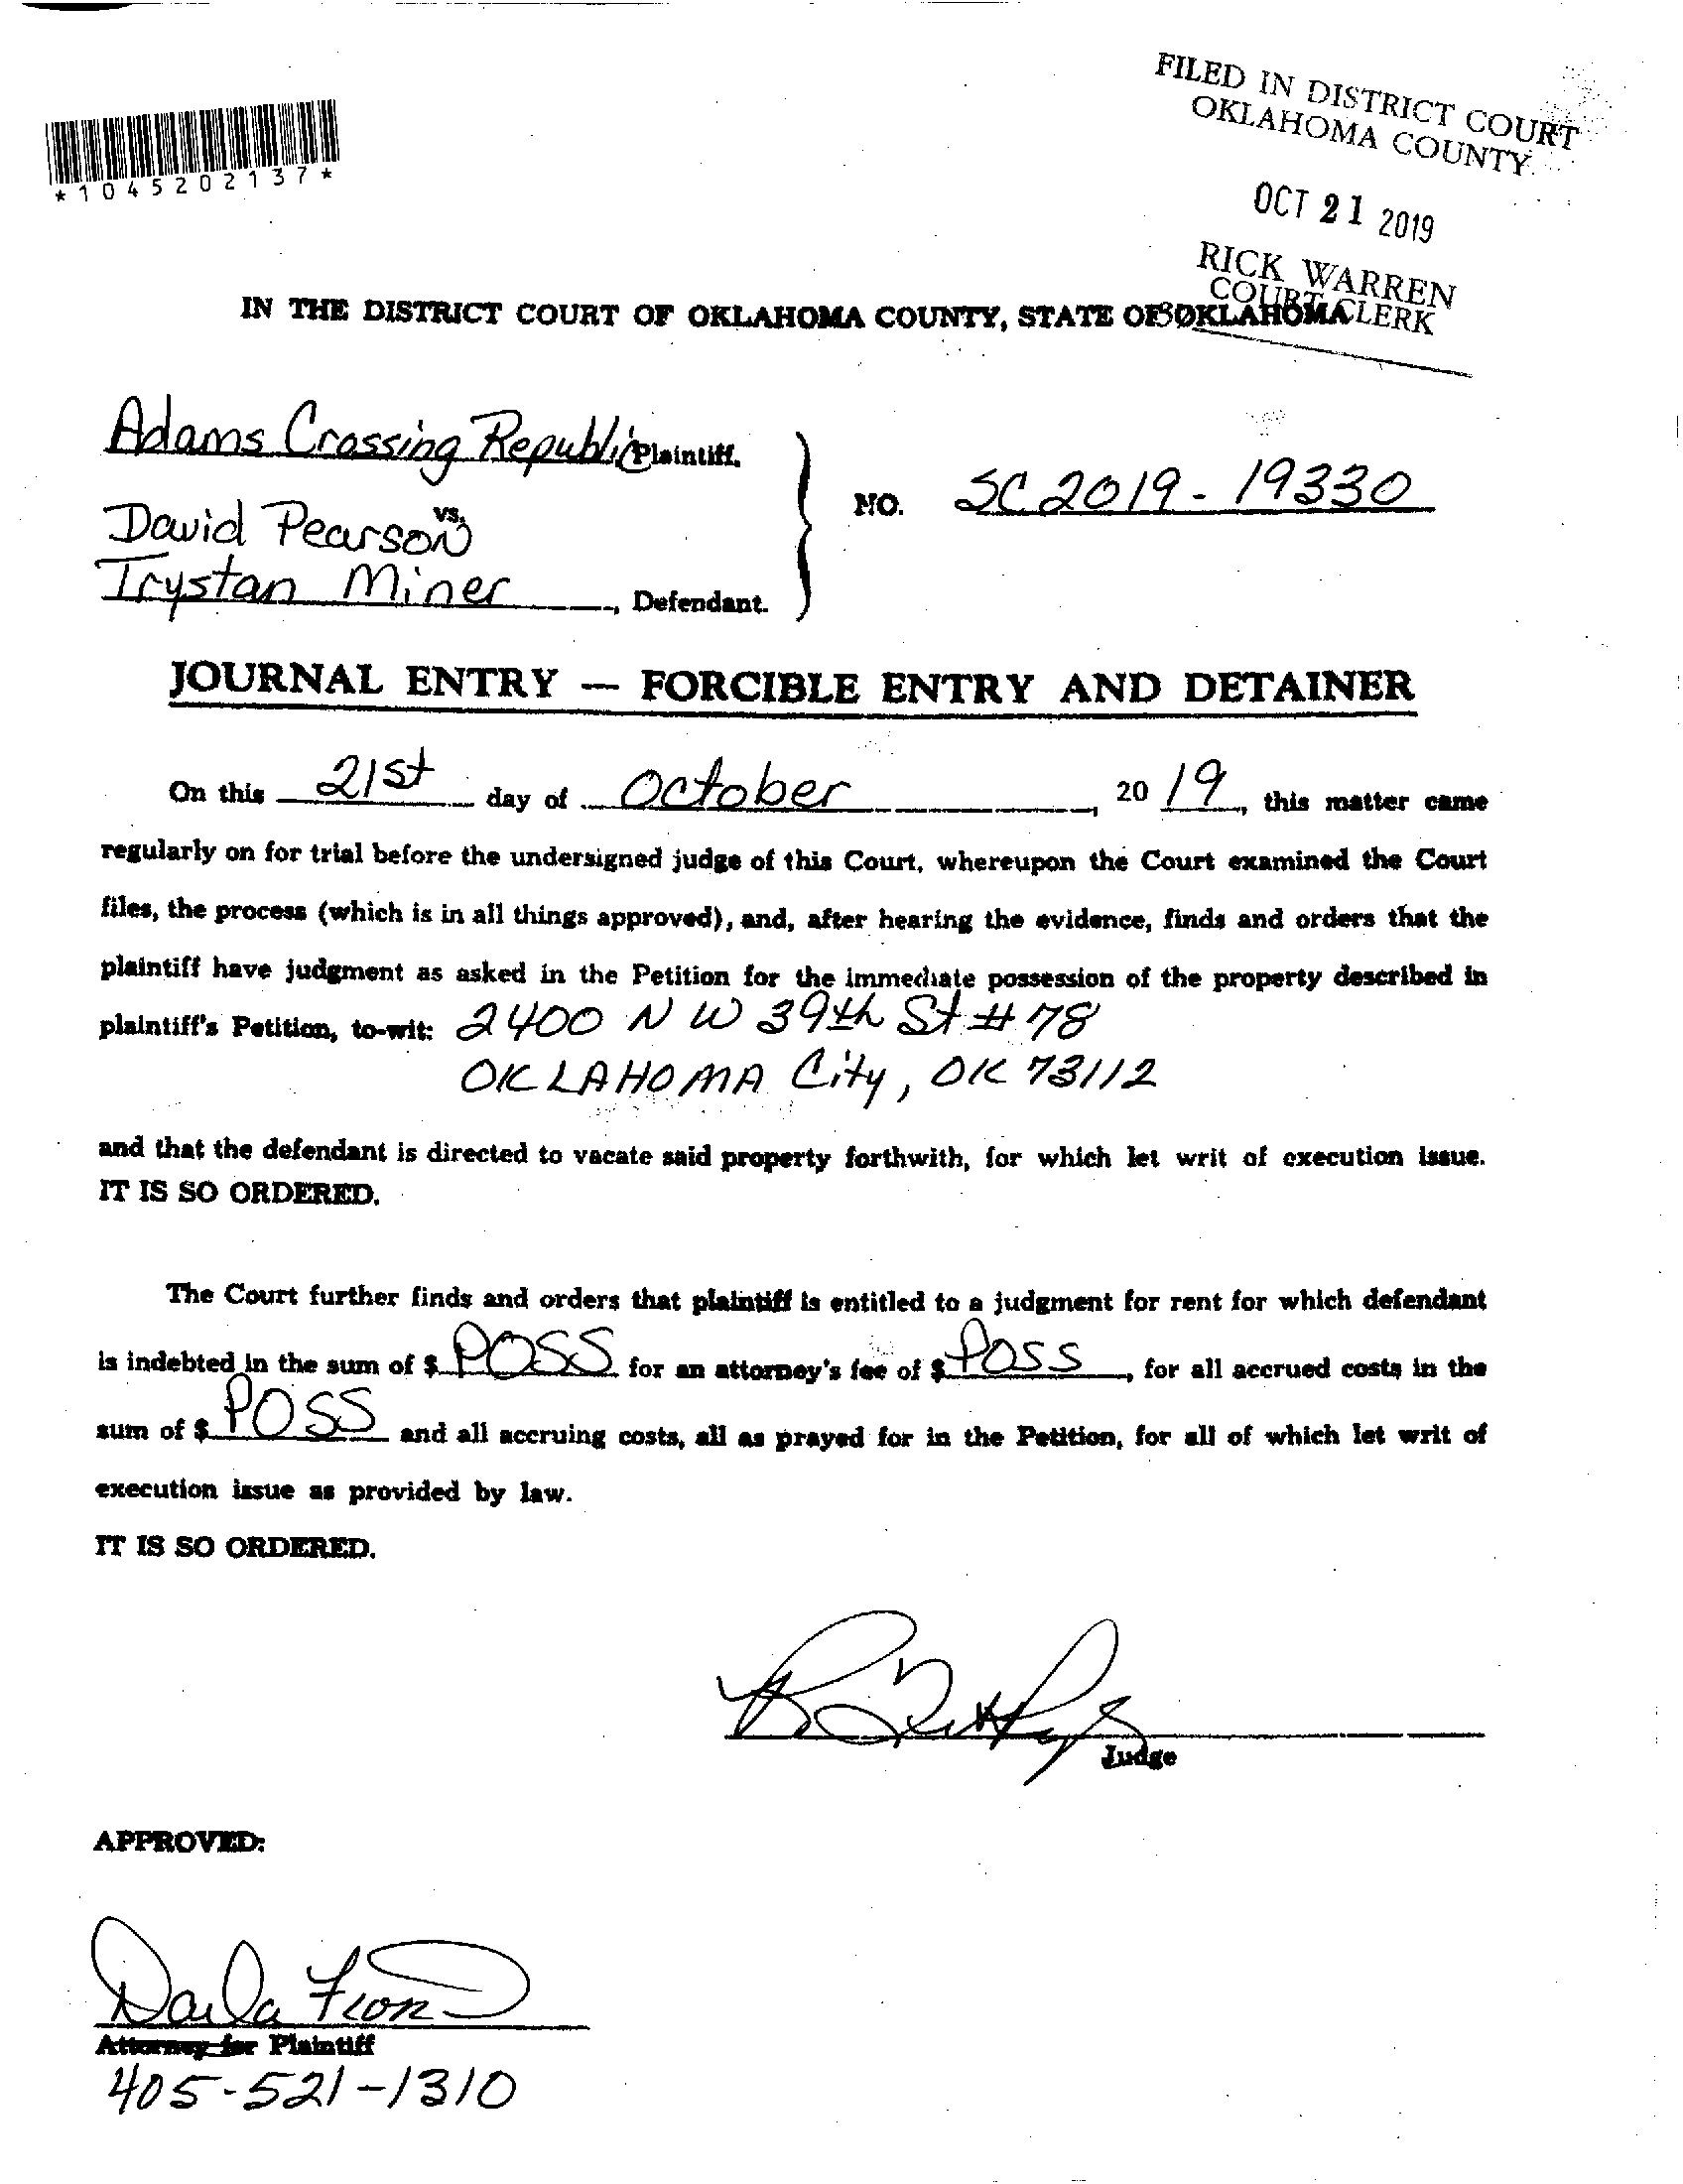 FILED IN DISTRICT COURT
OKLAHOMA COUNTY
*1045202137*
OCT 21 2019
RICK WARREN
COURT CLERK
IN THE DISTRICT COURT OF OKLAHOMA COUNTY, STATE OF OKLAHOMA
Adams Crossing Republic Plaintiff,
vs.
David Pearson
NO. SC2019-19330
Trystan Miner, Defendant.
JOURNAL ENTRY — FORCIBLE ENTRY AND DETAINER
On this 21st day of October, 2019, this matter came
regularly on for trial before the undersigned judge of this Court, whereupon the Court examined the Court
files, the process (which is in all things approved), and, after hearing the evidence, finds and orders that the
plaintiff have judgment as asked in the Petition for the immediate possession of the property described in
plaintiff's Petition, to-wit: 2400 NW 39th St #78
OKLAHOMA City, OK 73112
and that the defendant is directed to vacate said property forthwith, for which let writ of execution issue.
IT IS SO ORDERED.
The Court further finds and orders that plaintiff is entitled to a judgment for rent for which defendant
is indebted in the sum of $ POSS for an attorney's fee of $ POSS, for all accrued costs in the
sum of $ POSS and all accruing costs, all as prayed for in the Petition, for all of which let writ of
execution issue as provided by law.
IT IS SO ORDERED.
Judge
APPROVED:
Darla
Attorney for Plaintiff
405-521-1310